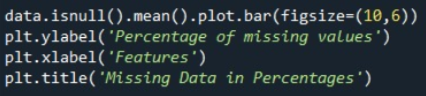 data.isnull().mean().plot.bar(figsize=(10,6))
plt.ylabel('Percentage of missing values')
plt.xlabel('Features')
plt.title('Missing Data in Percentages')